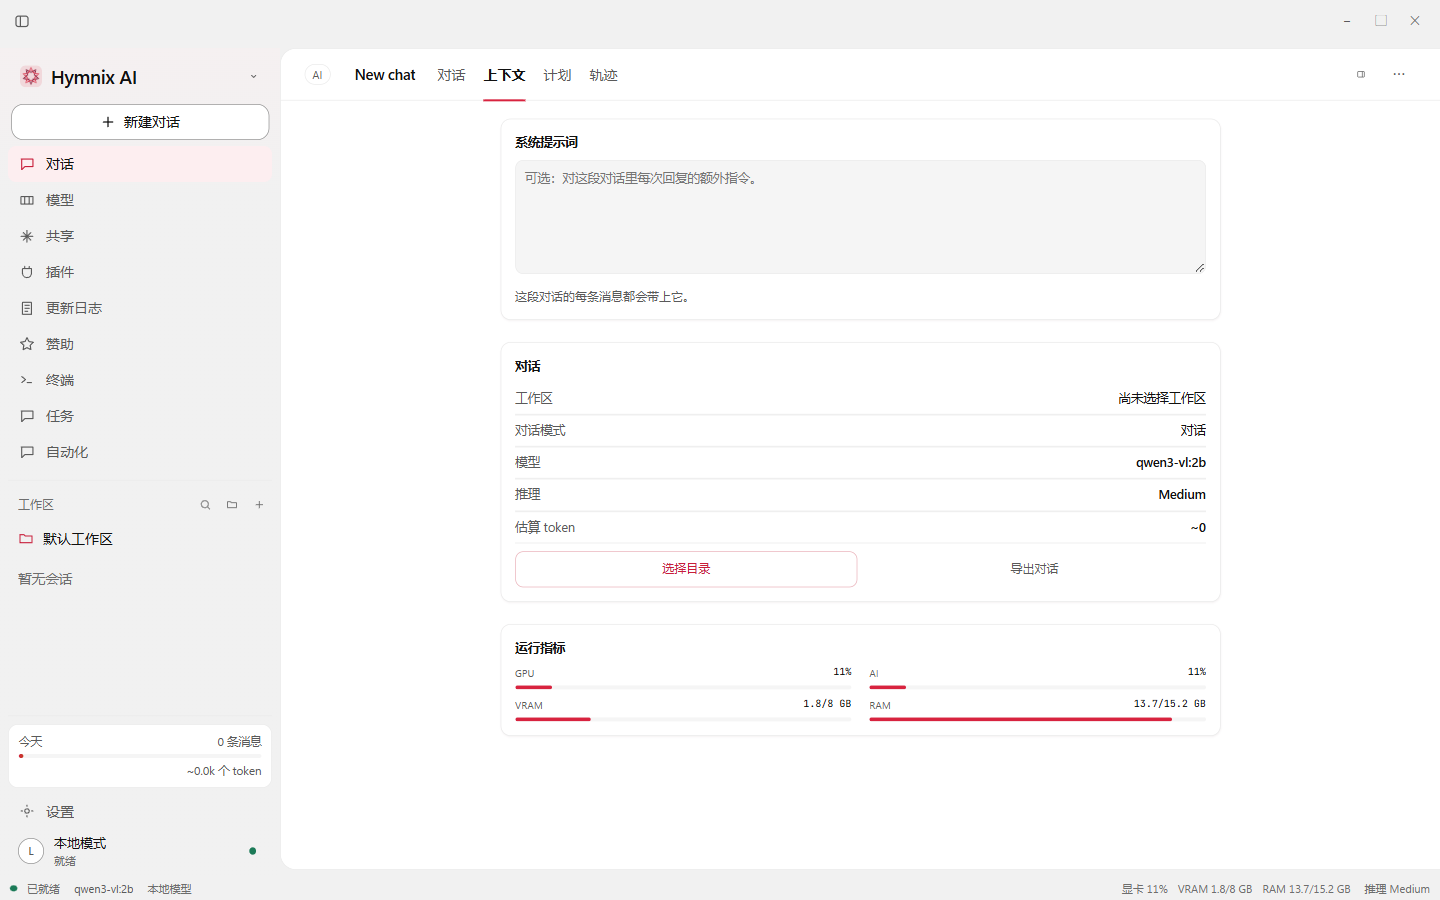 Hymnix AI
新建对话
对话
模型
共享
插件
更新日志
赞助
终端
任务
自动化
工作区
默认工作区
暂无会话
今天 0 条消息
~0.0k 个 token
设置
L 本地模式
就绪
AI New chat 对话 上下文 计划 轨迹
系统提示词
可选：对这段对话里每次回复的额外指令。
这段对话的每条消息都会带上它。
对话
工作区 尚未选择工作区
对话模式 对话
模型 qwen3-vl:2b
推理 Medium
估算 token ~0
选择目录 导出对话
运行指标
GPU 11% AI 11%
VRAM 1.8/8 GB RAM 13.7/15.2 GB
已就绪 qwen3-vl:2b 本地模型 显卡 11% VRAM 1.8/8 GB RAM 13.7/15.2 GB 推理 Medium